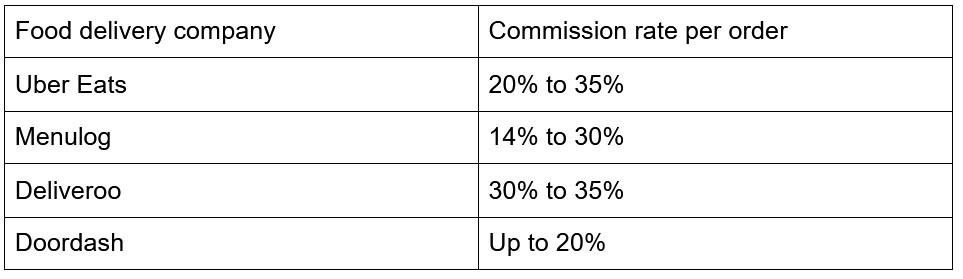 Food delivery company Commission rate per order
Uber Eats 20% to 35%
Menulog 14% to 30%
Deliveroo 30% to 35%
Doordash Up to 20%